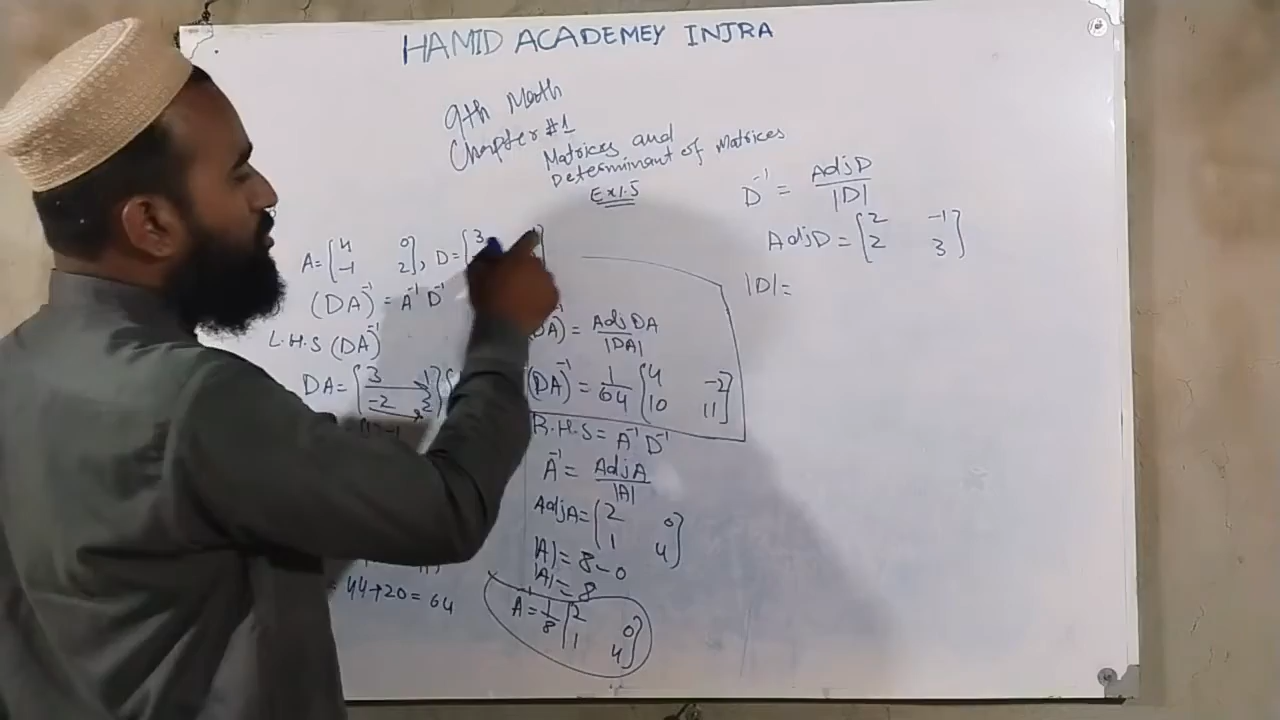 HAMID ACADEMEY INJRA
9th Math
Chapter #1
Matrices and
Determinant of Matrices
Ex 1.5
A = [4 0
-1 2], D = [3
(DA)⁻¹ = A⁻¹ D⁻¹
L.H.S (DA)⁻¹
DA = [3 1
-2 2]
= 44+20 = 64
(DA)⁻¹ = AdjDA
|DA|
(DA)⁻¹ = 1/64 [4 -2
10 11]
R.H.S = A⁻¹ D⁻¹
A⁻¹ = AdjA
|A|
AdjA = [2 0
1 4]
|A| = 8-0
|A| = 8
A⁻¹ = 1/8 [2 0
1 4]
D⁻¹ = AdjD
|D|
AdjD = [2 -1
2 3]
|D| =